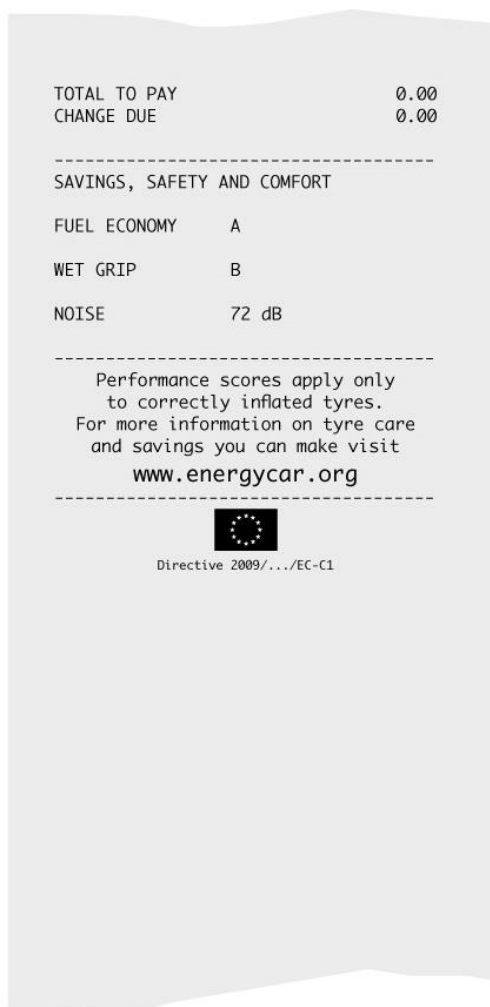 TOTAL TO PAY 0.00
CHANGE DUE 0.00
------------------------------------
SAVINGS, SAFETY AND COMFORT
FUEL ECONOMY A
WET GRIP B
NOISE 72 dB
------------------------------------
Performance scores apply only
to correctly inflated tyres.
For more information on tyre care
and savings you can make visit
www.energycar.org
------------------------------------
Directive 2009/.../EC-C1